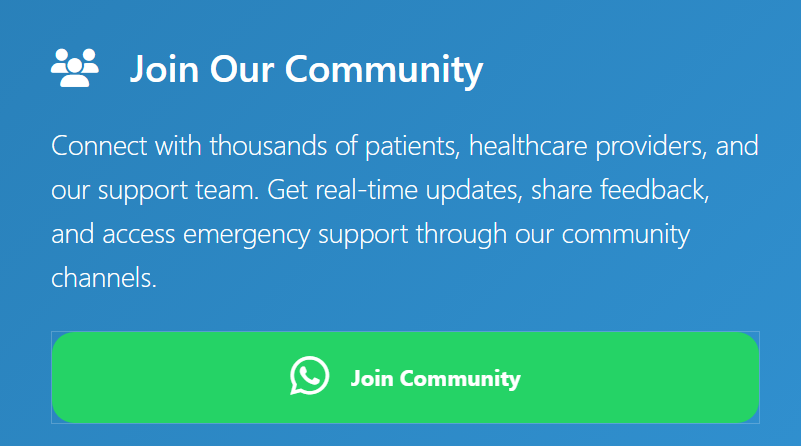 Join Our Community
Connect with thousands of patients, healthcare providers, and
our support team. Get real-time updates, share feedback,
and access emergency support through our community
channels.
Join Community